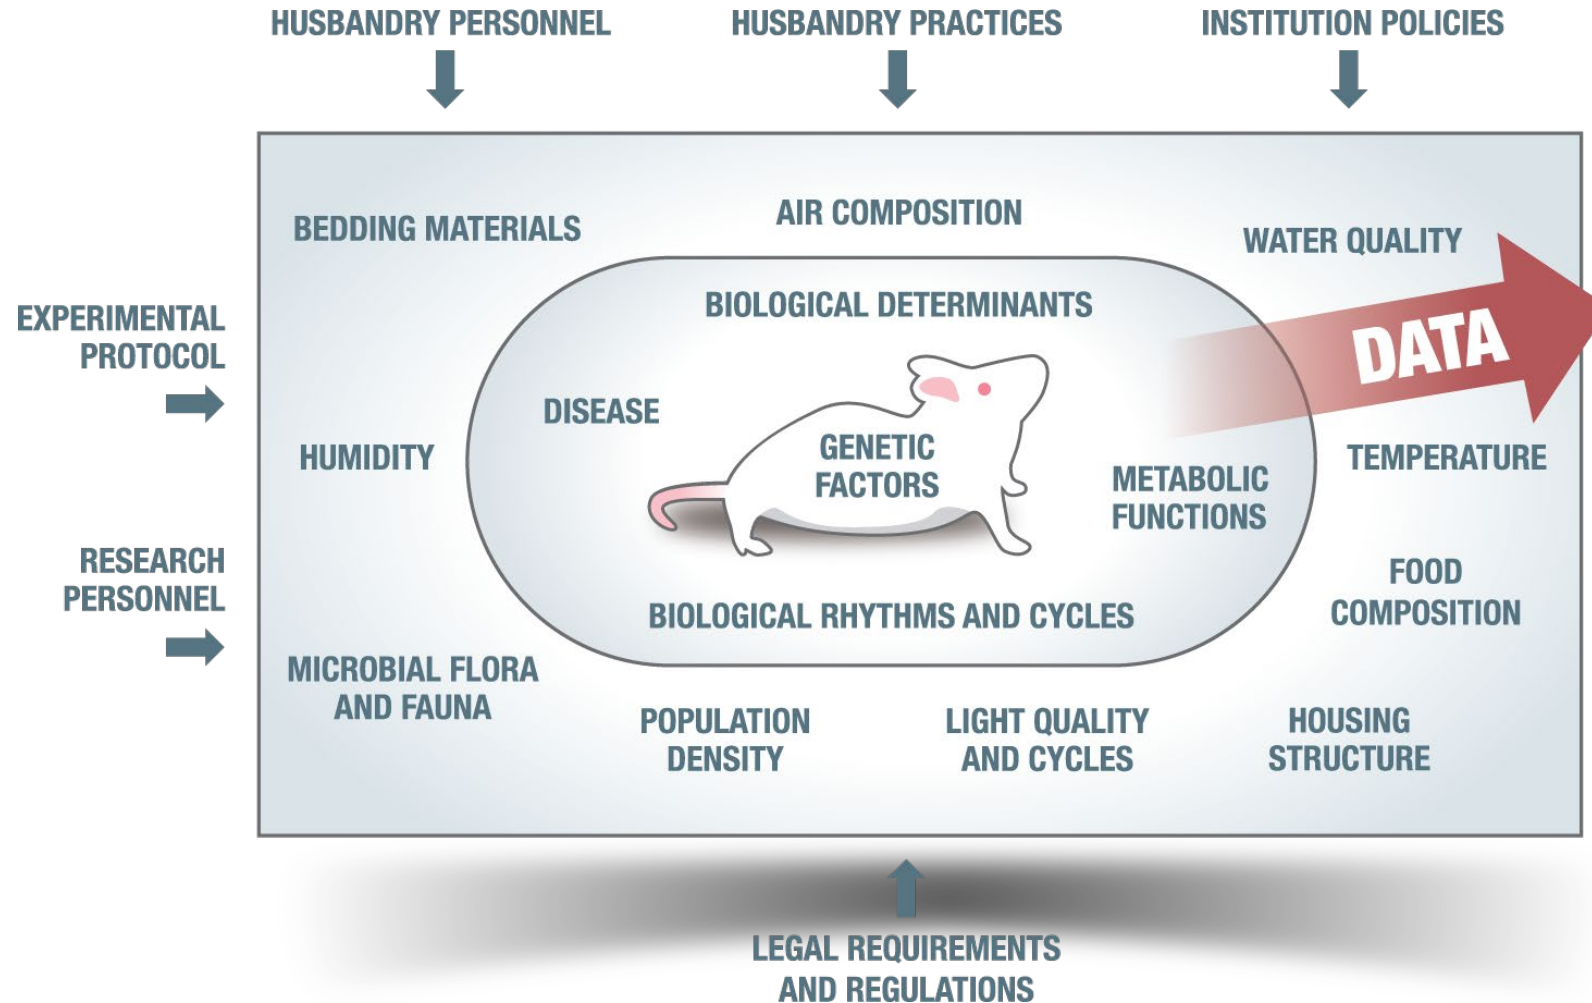 HUSBANDRY PERSONNEL
HUSBANDRY PRACTICES
INSTITUTION POLICIES
BEDDING MATERIALS
AIR COMPOSITION
WATER QUALITY
EXPERIMENTAL
PROTOCOL
BIOLOGICAL DETERMINANTS
DATA
DISEASE
HUMIDITY
GENETIC
FACTORS
METABOLIC
FUNCTIONS
TEMPERATURE
RESEARCH
PERSONNEL
FOOD
COMPOSITION
BIOLOGICAL RHYTHMS AND CYCLES
MICROBIAL FLORA
AND FAUNA
POPULATION
DENSITY
LIGHT QUALITY
AND CYCLES
HOUSING
STRUCTURE
LEGAL REQUIREMENTS
AND REGULATIONS